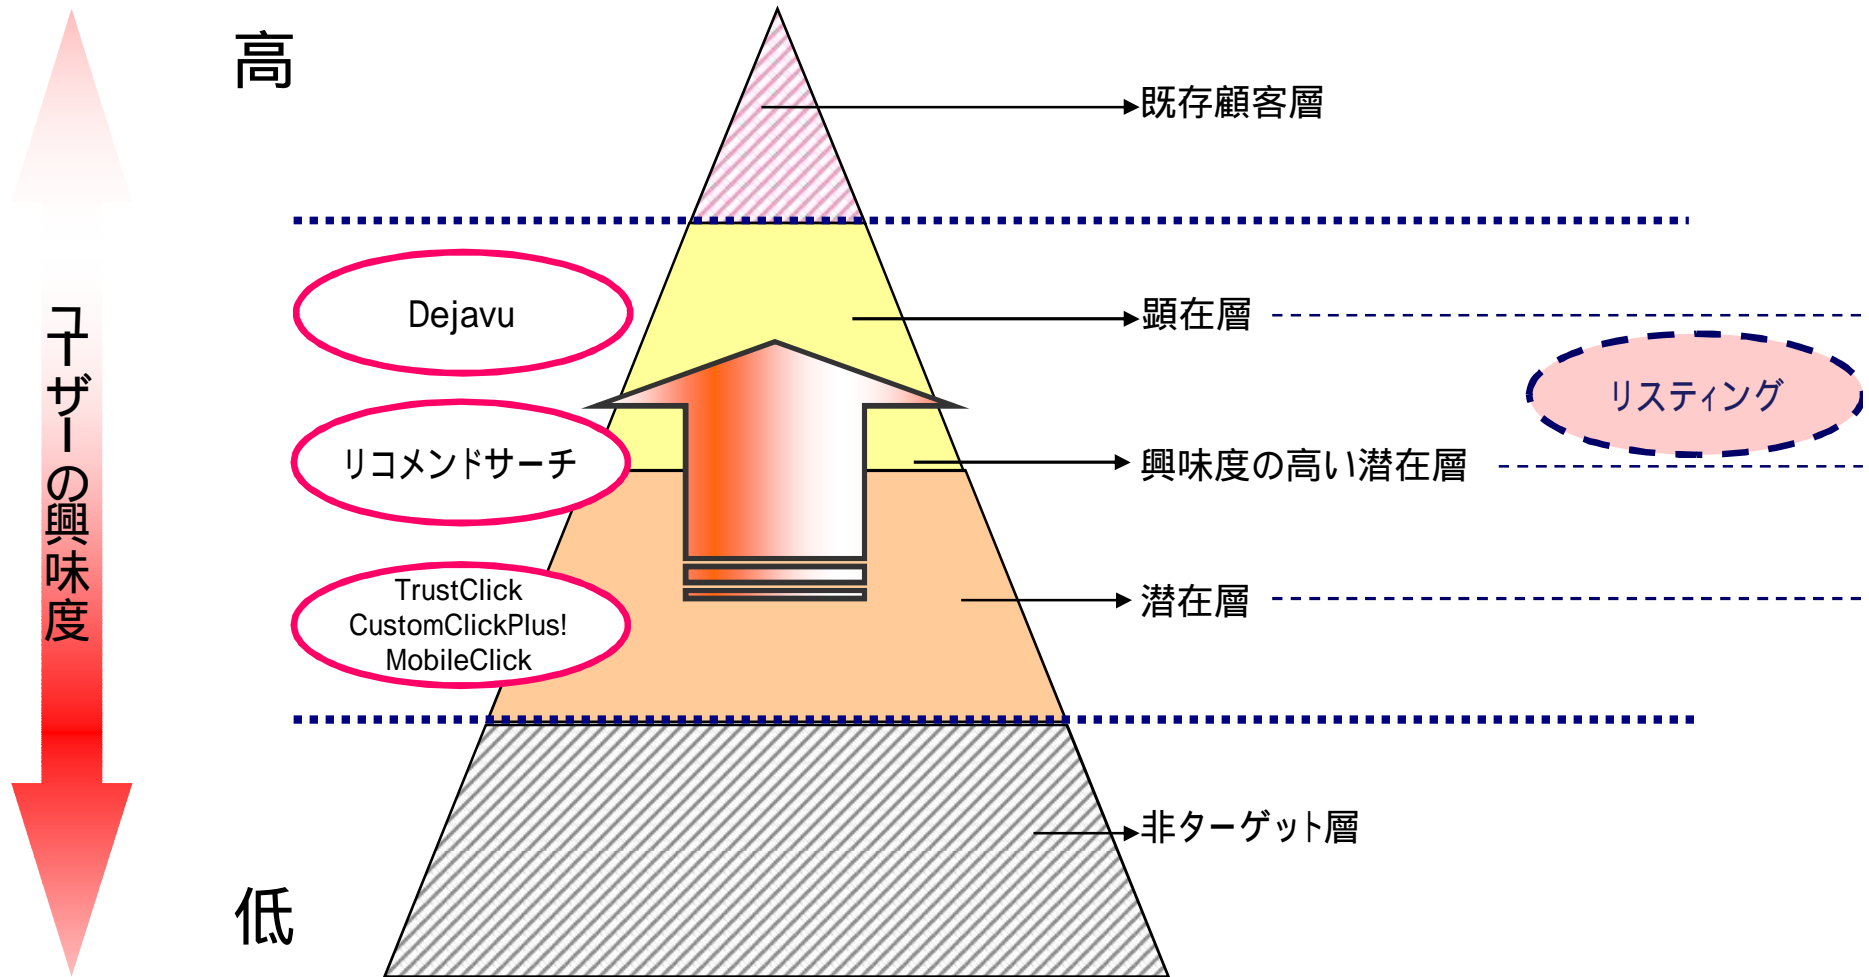 高
既存顧客層
Dejavu
顕在層
リスティング
ユーザーの興味度
リコメンドサーチ
興味度の高い潜在層
TrustClick
CustomClickPlus!
MobileClick
潜在層
非ターゲット層
低